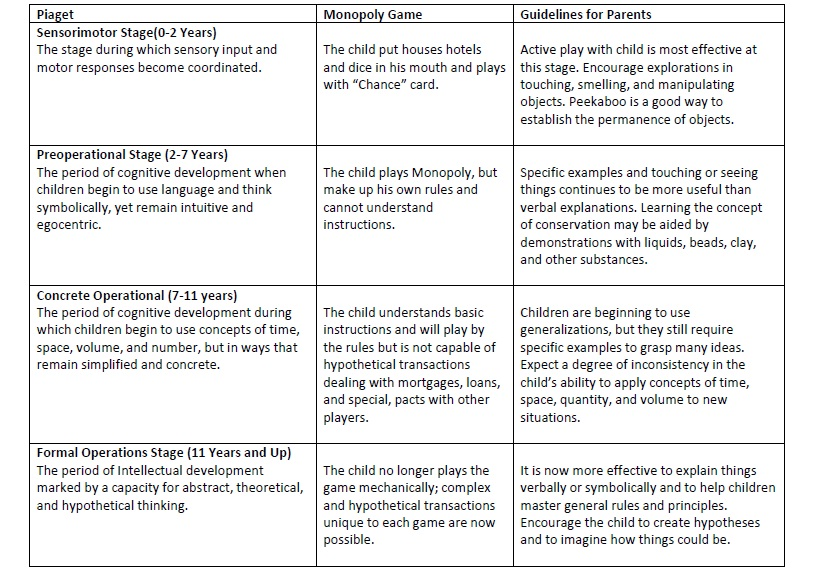 Piaget
Monopoly Game
Guidelines for Parents
Sensorimotor Stage(0-2 Years)
The stage during which sensory input and
motor responses become coordinated.
The child put houses hotels
and dice in his mouth and plays
with “Chance” card.
Active play with child is most effective at
this stage. Encourage explorations in
touching, smelling, and manipulating
objects. Peekaboo is a good way to
establish the permanence of objects.
Preoperational Stage (2-7 Years)
The period of cognitive development when
children begin to use language and think
symbolically, yet remain intuitive and
egocentric.
The child plays Monopoly, but
make up his own rules and
cannot understand
instructions.
Specific examples and touching or seeing
things continues to be more useful than
verbal explanations. Learning the concept
of conservation may be aided by
demonstrations with liquids, beads, clay,
and other substances.
Concrete Operational (7-11 years)
The period of cognitive development during
which children begin to use concepts of time,
space, volume, and number, but in ways that
remain simplified and concrete.
The child understands basic
instructions and will play by
the rules but is not capable of
hypothetical transactions
dealing with mortgages, loans,
and special, pacts with other
players.
Children are beginning to use
generalizations, but they still require
specific examples to grasp many ideas.
Expect a degree of inconsistency in the
child’s ability to apply concepts of time,
space, quantity, and volume to new
situations.
Formal Operations Stage (11 Years and Up)
The period of Intellectual development
marked by a capacity for abstract, theoretical,
and hypothetical thinking.
The child no longer plays the
game mechanically; complex
and hypothetical transactions
unique to each game are now
possible.
It is now more effective to explain things
verbally or symbolically and to help children
master general rules and principles.
Encourage the child to create hypotheses
and to imagine how things could be.